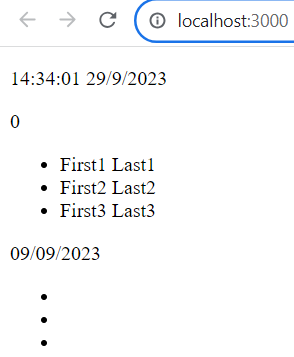 localhost:3000
14:34:01 29/9/2023
0
• First1 Last1
• First2 Last2
• First3 Last3
09/09/2023
•
•
•